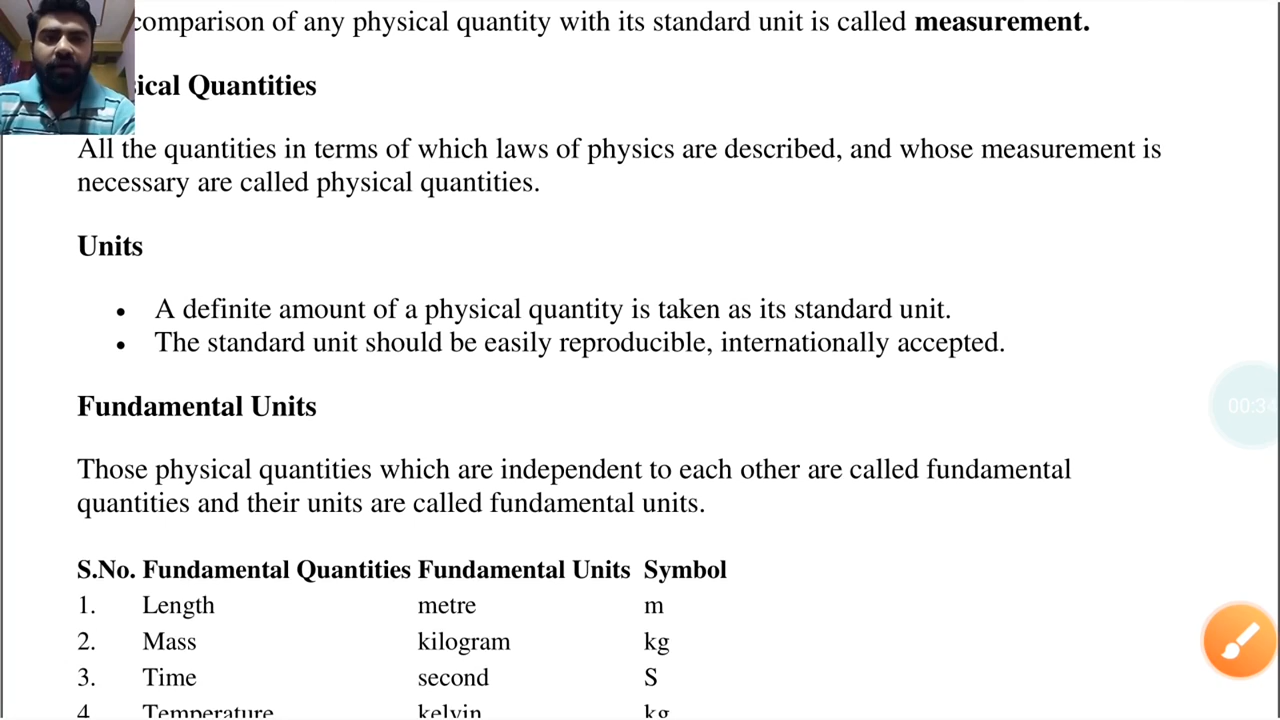 comparison of any physical quantity with its standard unit is called measurement.
ical Quantities
All the quantities in terms of which laws of physics are described, and whose measurement is
necessary are called physical quantities.
Units
• A definite amount of a physical quantity is taken as its standard unit.
• The standard unit should be easily reproducible, internationally accepted.
Fundamental Units
Those physical quantities which are independent to each other are called fundamental
quantities and their units are called fundamental units.
S.No. Fundamental Quantities Fundamental Units Symbol
1. Length metre m
2. Mass kilogram kg
3. Time second S
4 Temperature kelvin kg